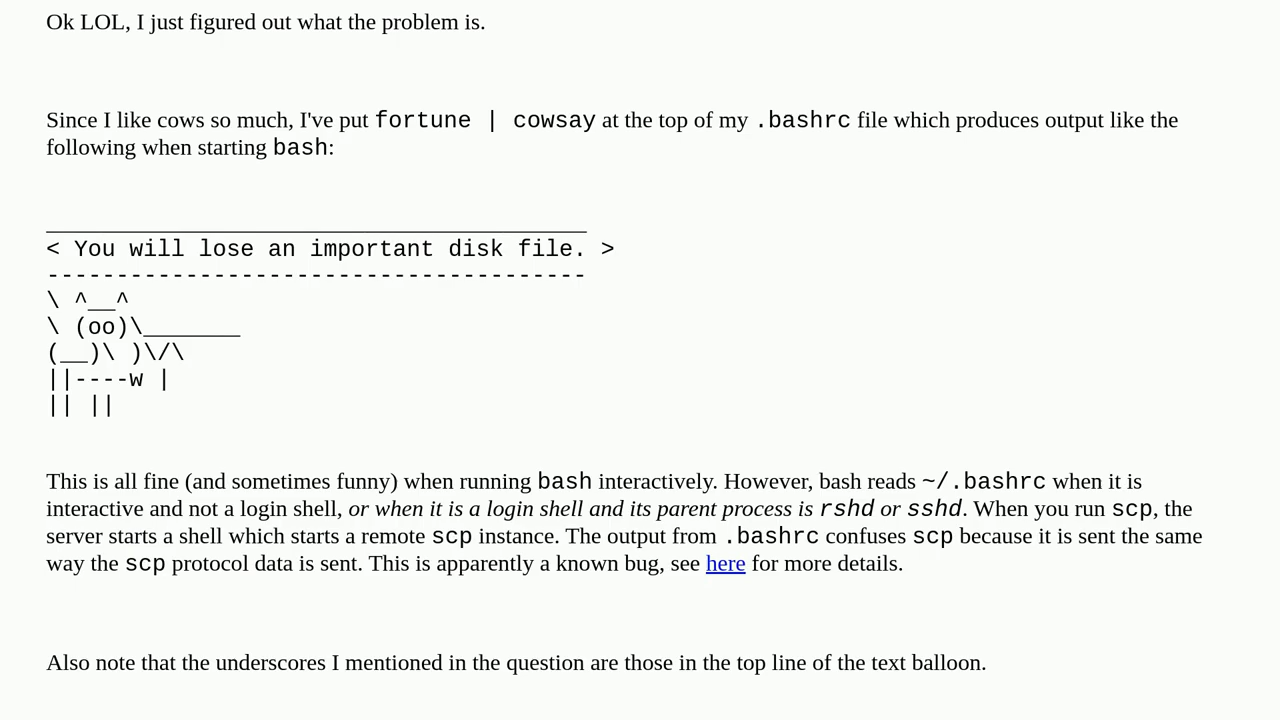 Ok LOL, I just figured out what the problem is.
Since I like cows so much, I've put fortune | cowsay at the top of my .bashrc file which produces output like the
following when starting bash:
_______________________________________
< You will lose an important disk file. >
---------------------------------------
\ ^__^
\ (oo)\_______
(__)\ )\/\
||----w |
|| ||
This is all fine (and sometimes funny) when running bash interactively. However, bash reads ~/.bashrc when it is
interactive and not a login shell, or when it is a login shell and its parent process is rshd or sshd. When you run scp, the
server starts a shell which starts a remote scp instance. The output from .bashrc confuses scp because it is sent the same
way the scp protocol data is sent. This is apparently a known bug, see here for more details.
Also note that the underscores I mentioned in the question are those in the top line of the text balloon.